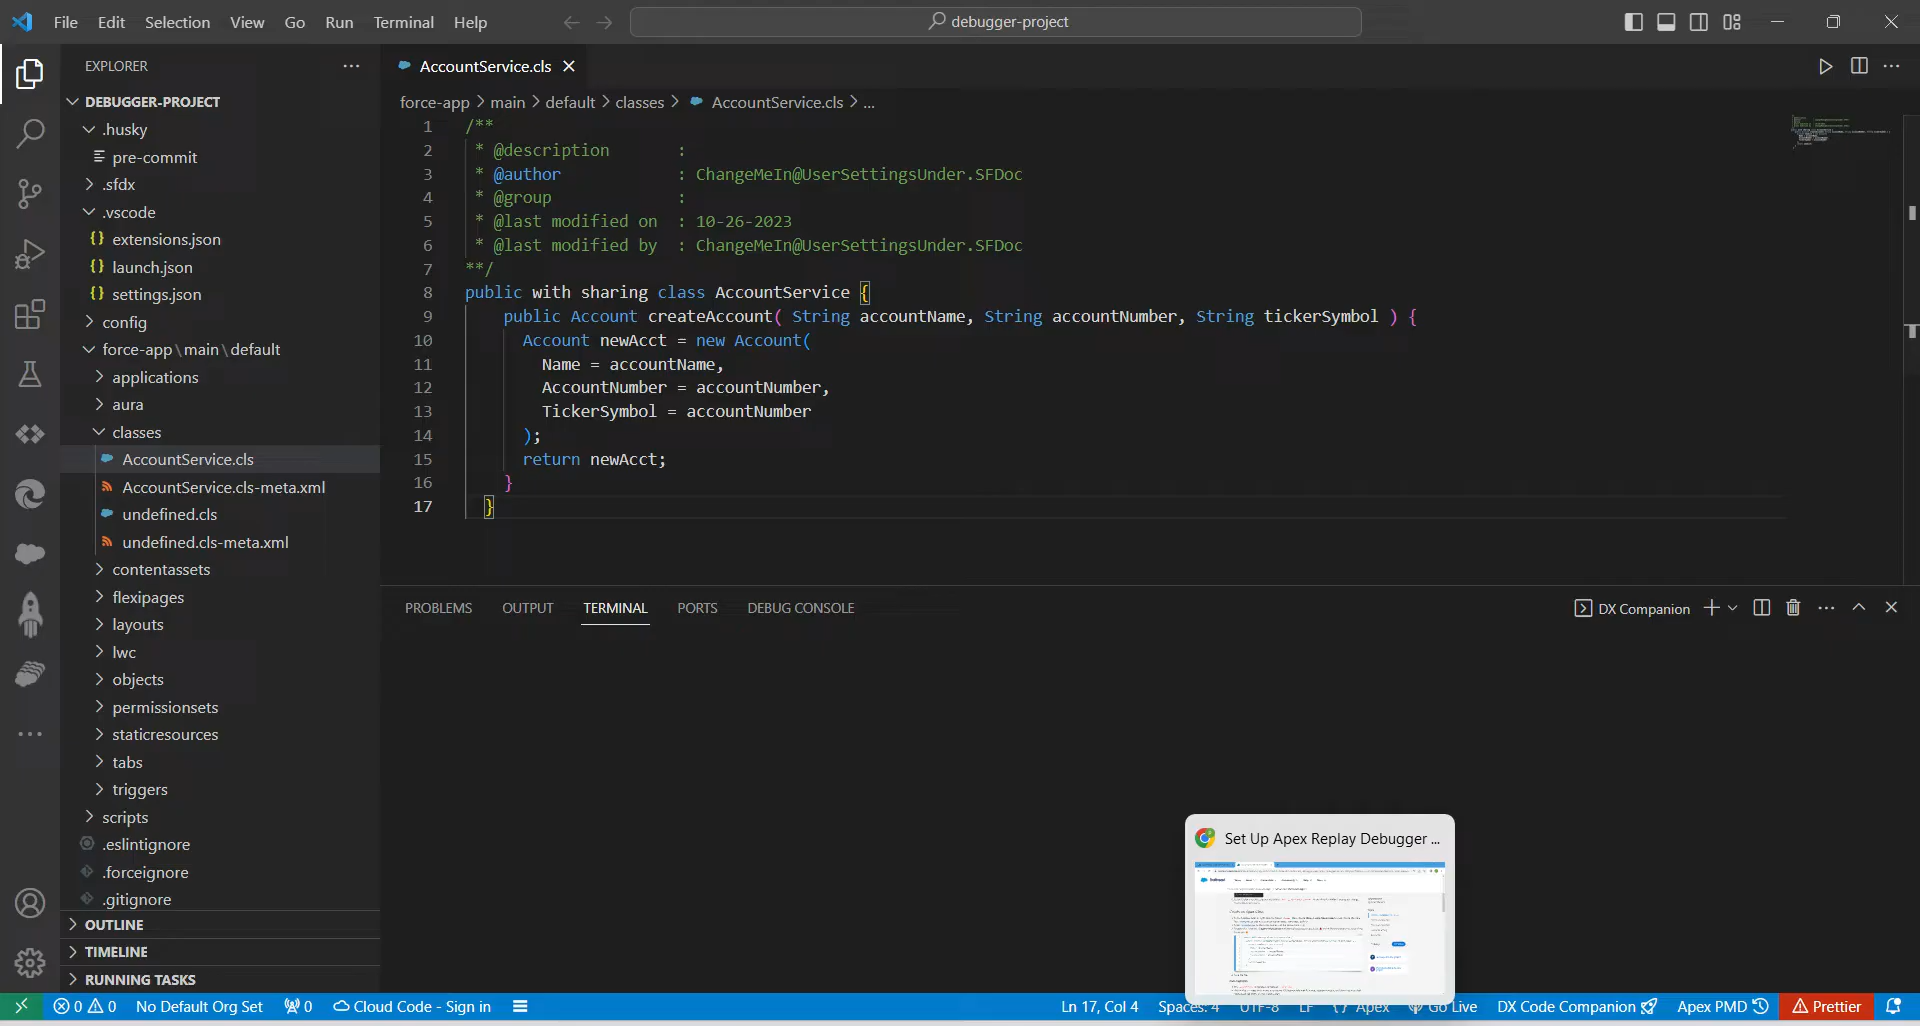 File Edit Selection View Go Run Terminal Help
debugger-project
EXPLORER
AccountService.cls
DEBUGGER-PROJECT
force-app > main > default > classes > AccountService.cls > ...
.husky
pre-commit
.sfdx
.vscode
extensions.json
launch.json
settings.json
config
force-app\main\default
applications
aura
classes
AccountService.cls
AccountService.cls-meta.xml
undefined.cls
undefined.cls-meta.xml
contentassets
flexipages
layouts
lwc
objects
permissionsets
staticresources
tabs
triggers
scripts
.eslintignore
.forceignore
.gitignore
OUTLINE
TIMELINE
RUNNING TASKS
1 /**
2 * @description :
3 * @author : ChangeMeIn@UserSettingsUnder.SFDoc
4 * @group :
5 * @last modified on : 10-26-2023
6 * @last modified by : ChangeMeIn@UserSettingsUnder.SFDoc
7 **/
8 public with sharing class AccountService {
9 public Account createAccount( String accountName, String accountNumber, String tickerSymbol ) {
10 Account newAcct = new Account(
11 Name = accountName,
12 AccountNumber = accountNumber,
13 TickerSymbol = accountNumber
14 );
15 return newAcct;
16 }
17 }
PROBLEMS OUTPUT TERMINAL PORTS DEBUG CONSOLE
DX Companion
Set Up Apex Replay Debugger ...
0 0 No Default Org Set 0 Cloud Code - Sign in
Ln 17, Col 4 Spaces: 4 UTF-8 LF {} Apex Go Live DX Code Companion Apex PMD Prettier